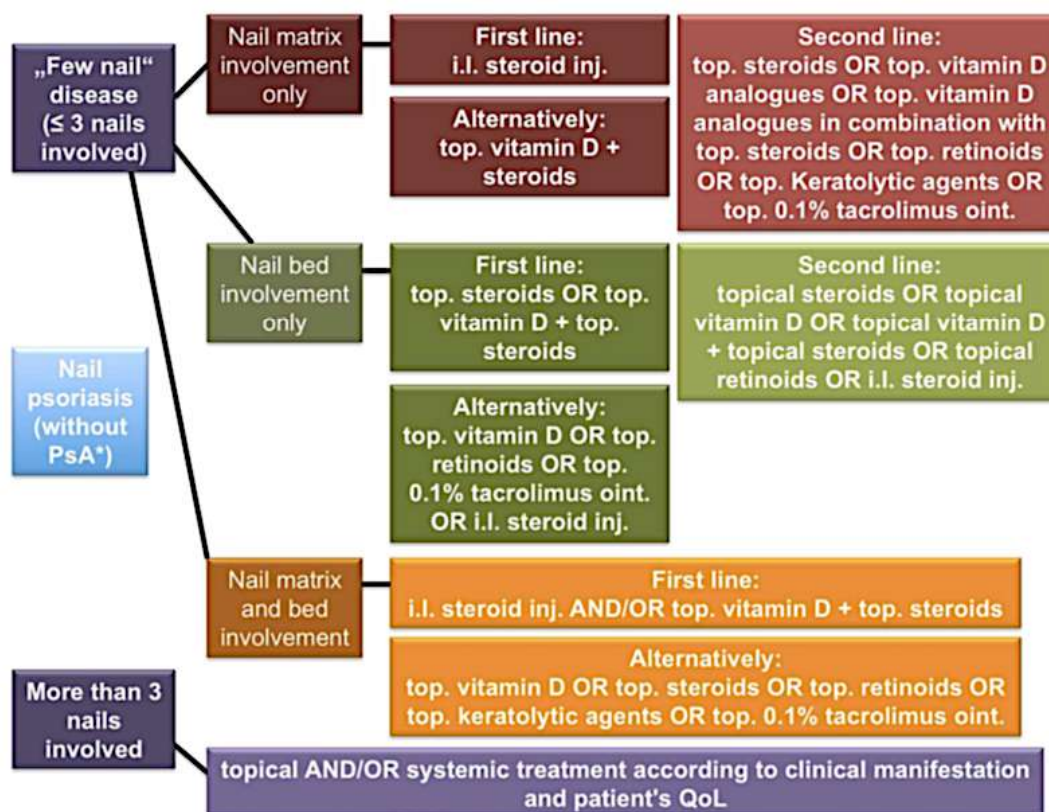 „Few nail“
disease
(≤ 3 nails
involved)
Nail matrix
involvement
only
First line:
i.l. steroid inj.
Alternatively:
top. vitamin D +
steroids
Second line:
top. steroids OR top. vitamin D
analogues OR top. vitamin D
analogues in combination with
top. steroids OR top. retinoids
OR top. Keratolytic agents OR
top. 0.1% tacrolimus oint.
Nail bed
involvement
only
First line:
top. steroids OR top.
vitamin D + top.
steroids
Alternatively:
top. vitamin D OR top.
retinoids OR top.
0.1% tacrolimus oint.
OR i.l. steroid inj.
Second line:
topical steroids OR topical
vitamin D OR topical vitamin D
+ topical steroids OR topical
retinoids OR i.l. steroid inj.
Nail
psoriasis
(without
PsA*)
Nail matrix
and bed
involvement
First line:
i.l. steroid inj. AND/OR top. vitamin D + top. steroids
Alternatively:
top. vitamin D OR top. steroids OR top. retinoids OR
top. keratolytic agents OR top. 0.1% tacrolimus oint.
More than 3
nails
involved
topical AND/OR systemic treatment according to clinical manifestation
and patient's QoL